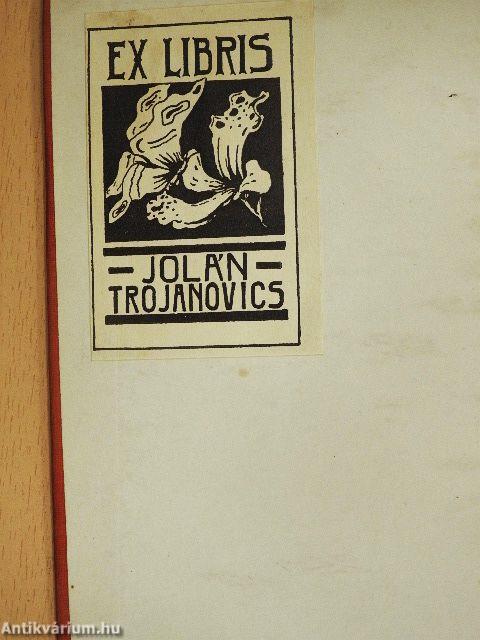 EX LIBRIS
– JOLÁN –
TROJANOVICS
Antikvárium.hu